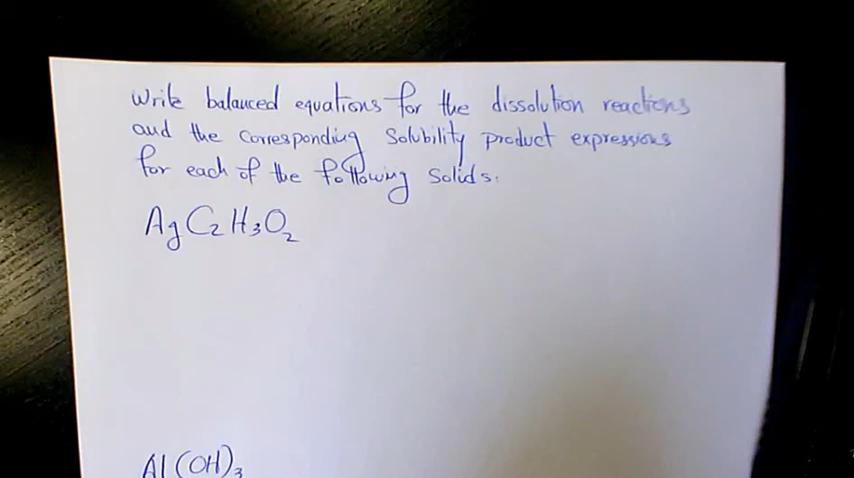 Write balanced equations for the dissolution reactions
and the corresponding Solubility product expressions
for each of the following Solids.
AgC₂H₃O₂
Al(OH)₃